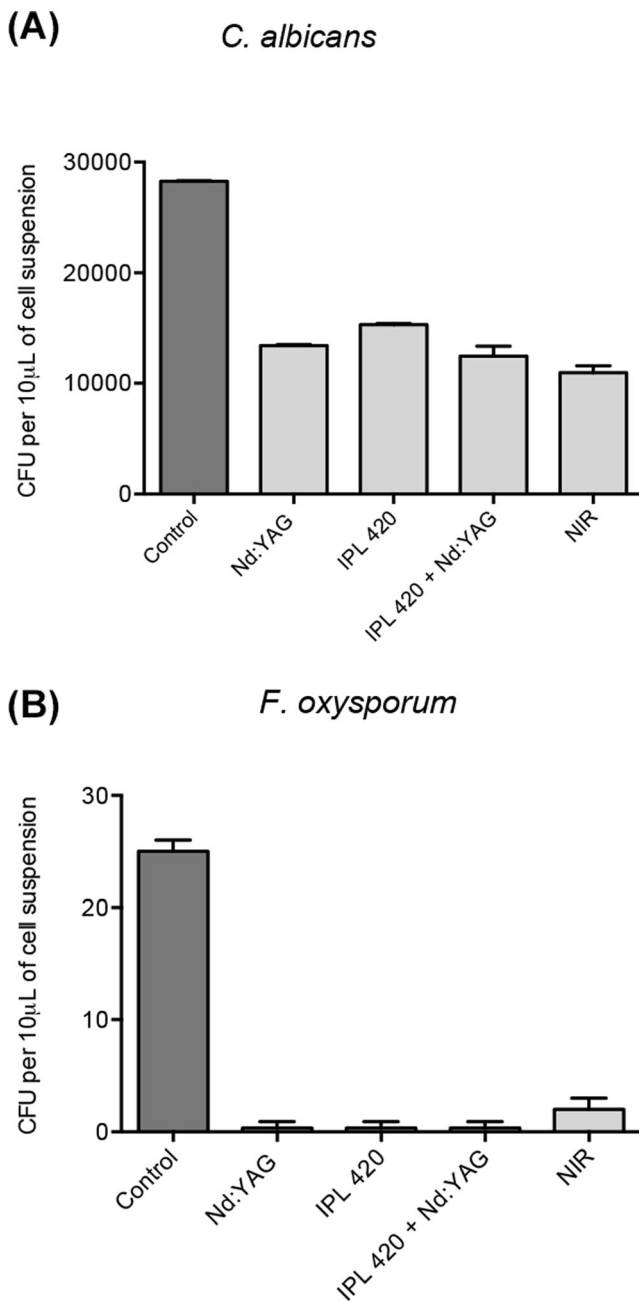 (A)
C. albicans
CFU per 10μL of cell suspension
30000
20000
10000
0
Control
Nd:YAG
IPL 420
IPL 420 + Nd:YAG
NIR
(B)
F. oxysporum
CFU per 10μL of cell suspension
30
20
10
0
Control
Nd:YAG
IPL 420
IPL 420 + Nd:YAG
NIR